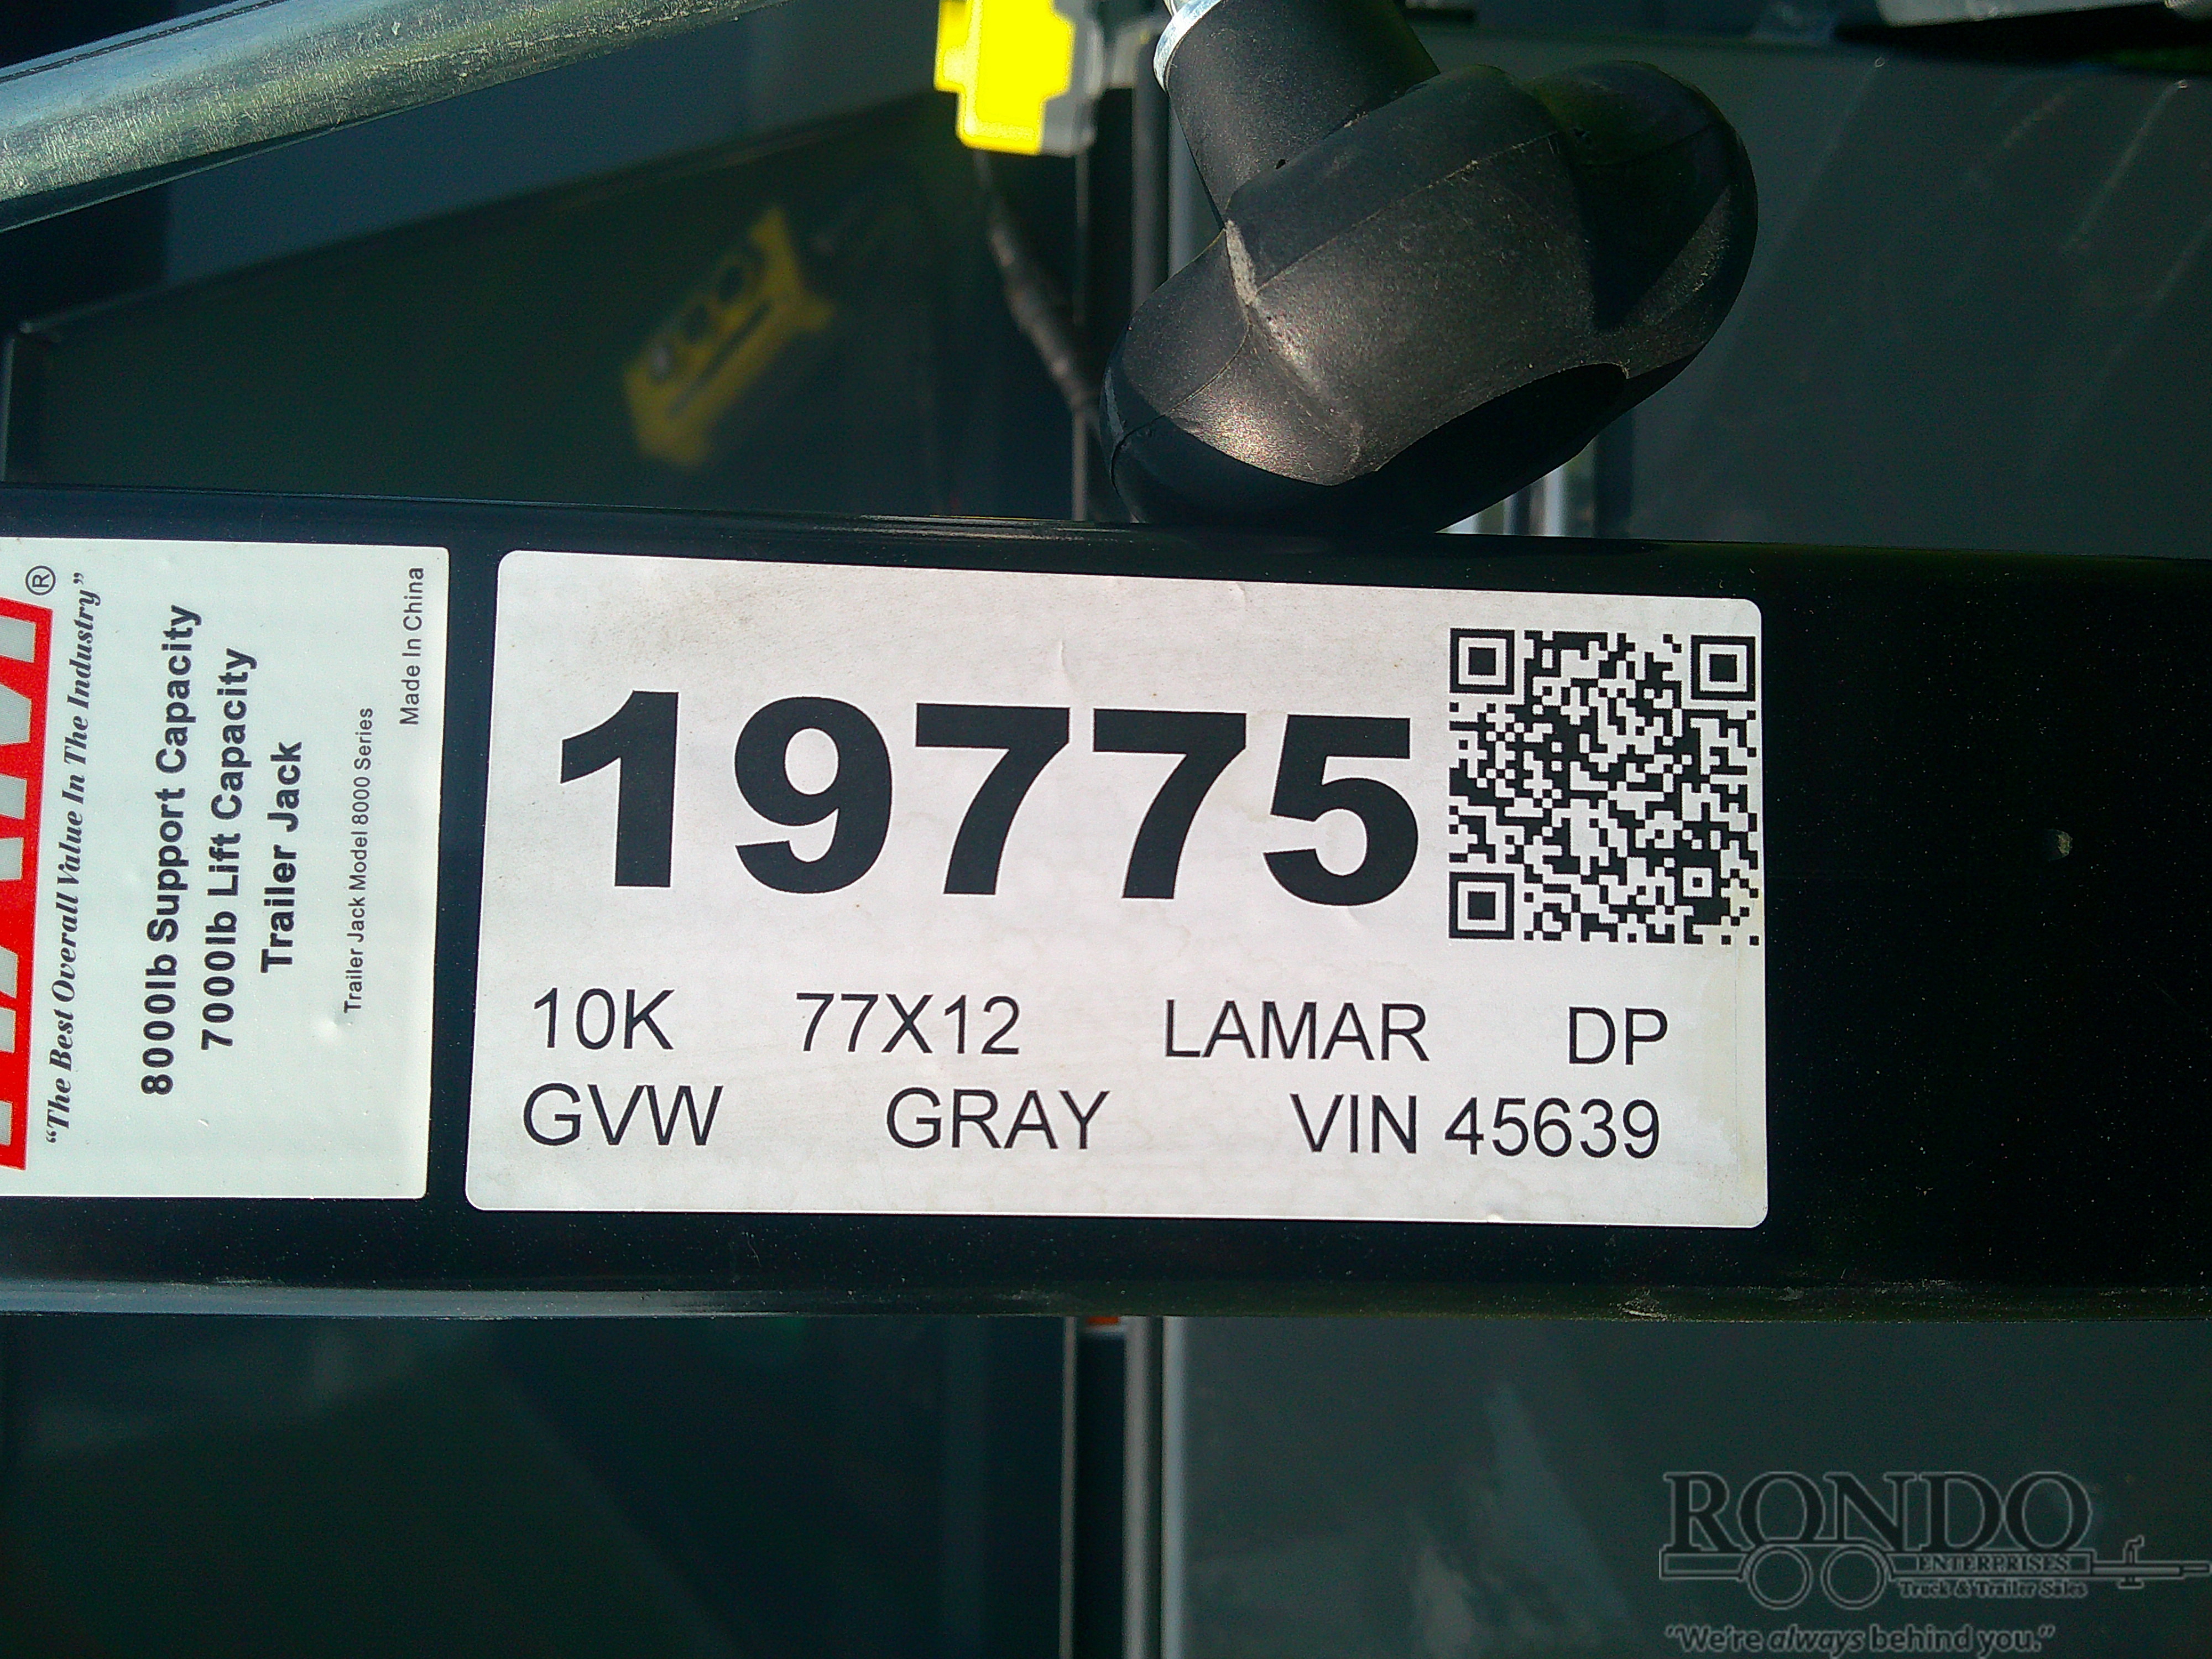 ®
“The Best Overall Value In The Industry”
8000lb Support Capacity
7000lb Lift Capacity
Trailer Jack
Trailer Jack Model 8000 Series
Made In China
19775
10K 77X12 LAMAR DP
GVW GRAY VIN 45639
RONDO
ENTERPRISES
Truck & Trailer Sales
"We're always behind you."